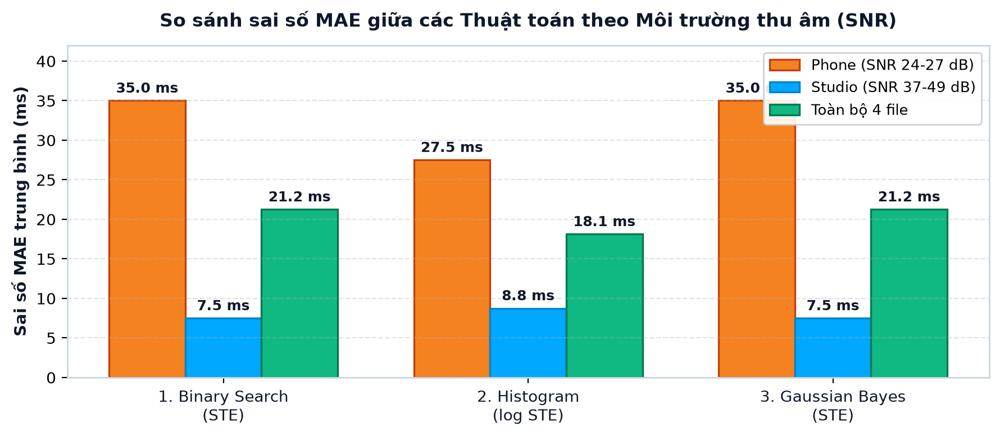 So sánh sai số MAE giữa các Thuật toán theo Môi trường thu âm (SNR)
Sai số MAE trung bình (ms)
40
35
30
25
20
15
10
5
0
Phone (SNR 24-27 dB)
Studio (SNR 37-49 dB)
Toàn bộ 4 file
35.0 ms
7.5 ms
21.2 ms
27.5 ms
8.8 ms
18.1 ms
35.0
7.5 ms
21.2 ms
1. Binary Search
(STE)
2. Histogram
(log STE)
3. Gaussian Bayes
(STE)